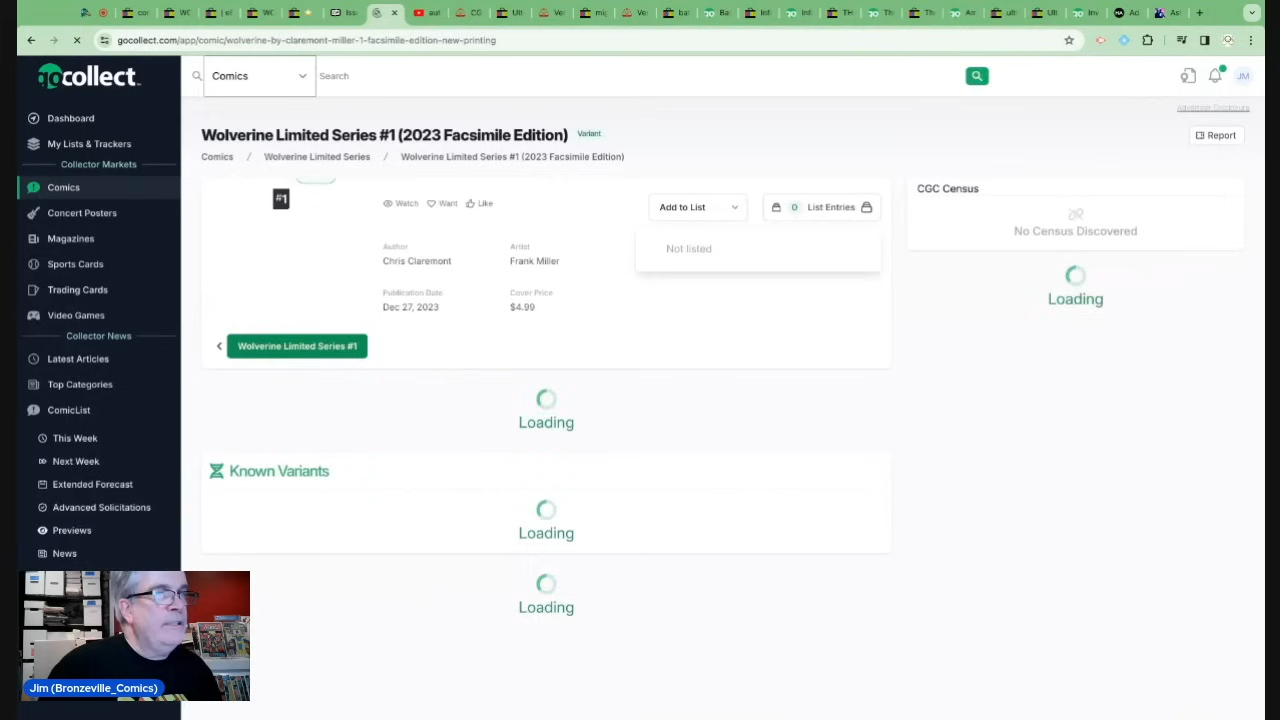 gocollect.com/app/comic/wolverine-by-claremont-miller-1-facsimile-edition-new-printing
gocollect
Comics
Search
JM
Advertiser Disclosure
Dashboard
My Lists & Trackers
Collector Markets
Comics
Concert Posters
Magazines
Sports Cards
Trading Cards
Video Games
Collector News
Latest Articles
Top Categories
ComicList
This Week
Next Week
Extended Forecast
Advanced Solicitations
Previews
News
Wolverine Limited Series #1 (2023 Facsimile Edition) Variant
Report
Comics / Wolverine Limited Series / Wolverine Limited Series #1 (2023 Facsimile Edition)
#1
Watch Want Like
Add to List
0 List Entries
Not listed
Author
Chris Claremont
Artist
Frank Miller
Publication Date
Dec 27, 2023
Cover Price
$4.99
Wolverine Limited Series #1
CGC Census
No Census Discovered
Loading
Loading
Known Variants
Loading
Loading
Jim (Bronzeville_Comics)